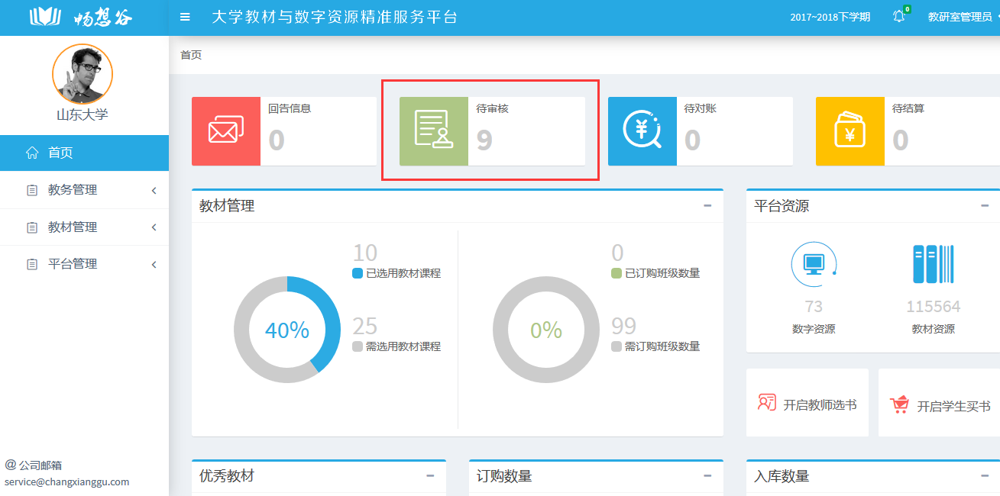 畅想谷
大学教材与数字资源精准服务平台
2017~2018下学期
0
教研室管理员
山东大学
首页
教务管理
教材管理
平台管理
@ 公司邮箱
service@changxianggu.com
首页
回告信息
0
待审核
9
待对账
0
待结算
0
教材管理
40%
10
已选用教材课程
25
需选用教材课程
0%
0
已订购班级数量
99
需订购班级数量
平台资源
73
数字资源
115564
教材资源
开启教师选书
开启学生买书
优秀教材
订购数量
入库数量